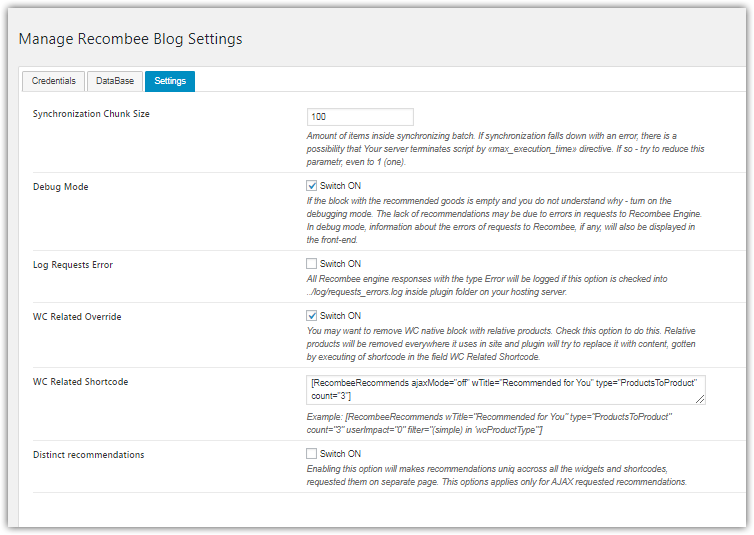 Manage Recombee Blog Settings
Credentials
DataBase
Settings
Synchronization Chunk Size
100
Amount of items inside synchronizing batch. If synchronization falls down with an error, there is a
possibility that Your server terminates script by «max_execution_time» directive. If so - try to reduce this
parametr, even to 1 (one).
Debug Mode
Switch ON
If the block with the recommended goods is empty and you do not understand why - turn on the
debugging mode. The lack of recommendations may be due to errors in requests to Recombee Engine.
In debug mode, information about the errors of requests to Recombee, if any, will also be displayed in
the front-end.
Log Requests Error
Switch ON
All Recombee engine responses with the type Error will be logged if this option is checked into
../log/requests_errors.log inside plugin folder on your hosting server.
WC Related Override
Switch ON
You may want to remove WC native block with relative products. Check this option to do this. Relative
products will be removed everywhere it uses in site and plugin will try to replace it with content, gotten
by executing of shortcode in the field WC Related Shortcode.
WC Related Shortcode
[RecombeeRecommends ajaxMode="off" wTitle="Recommended for You" type="ProductsToProduct"
count="3"]
Example: [RecombeeRecommends wTitle="Recommended for You" type="ProductsToProduct"
count="3" userImpact="0" filter="(simple) in 'wcProductType'"]
Distinct recommendations
Switch ON
Enabling this option will makes recommendations uniq accross all the widgets and shortcodes,
requested them on separate page. This options applies only for AJAX requested recommendations.